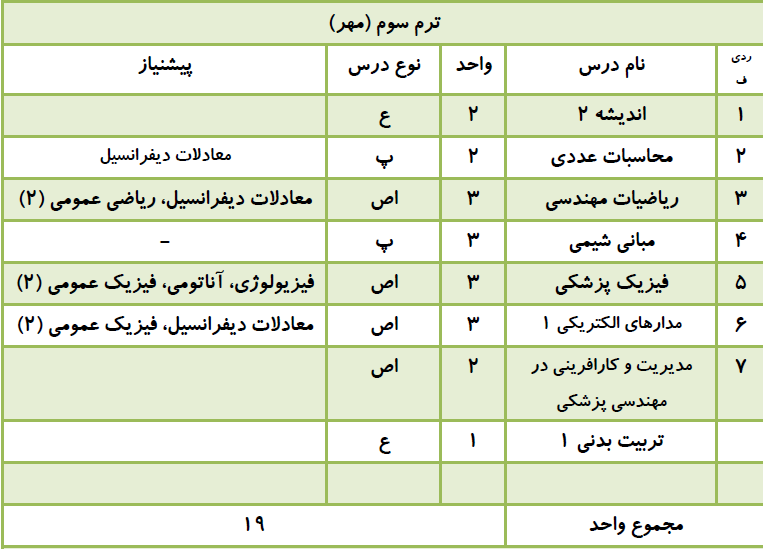 ترم سوم (مهر)
ردیف نام درس واحد نوع درس پیشنیاز
۱ اندیشه ۲ ۲ ع
۲ محاسبات عددی ۲ پ معادلات دیفرانسیل
۳ ریاضیات مهندسی ۳ اص معادلات دیفرانسیل، ریاضی عمومی (۲)
۴ مبانی شیمی ۳ پ –
۵ فیزیک پزشکی ۳ اص فیزیولوژی، آناتومی، فیزیک عمومی (۲)
۶ مدارهای الکتریکی ۱ ۳ اص معادلات دیفرانسیل، فیزیک عمومی (۲)
۷ مدیریت و کارافرینی در ۲ اص
مهندسی پزشکی
تربیت بدنی ۱ ۱ ع
مجموع واحد ۱۹